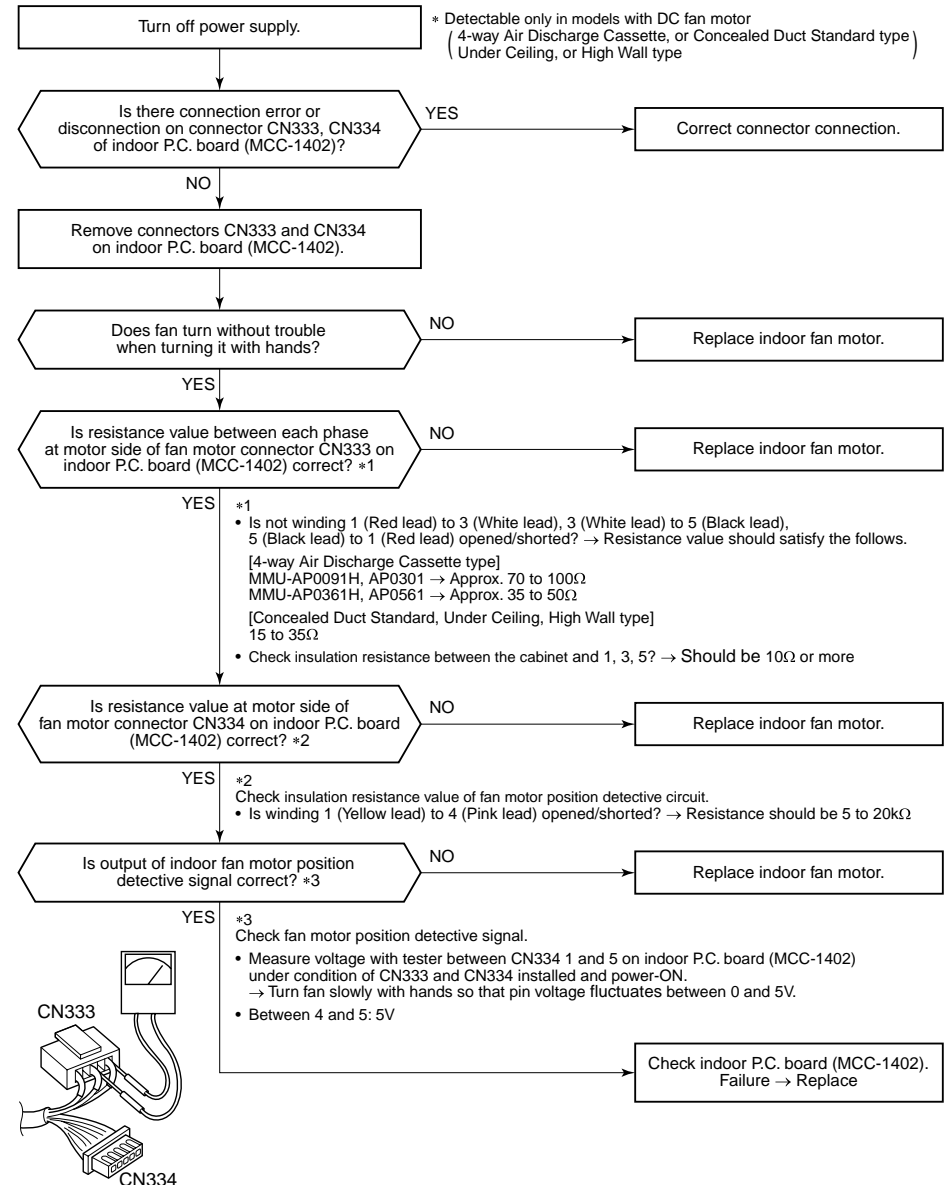 Turn off power supply.
∗ Detectable only in models with DC fan motor
( 4-way Air Discharge Cassette, or Concealed Duct Standard type )
Under Ceiling, or High Wall type
Is there connection error or
disconnection on connector CN333, CN334
of indoor P.C. board (MCC-1402)?
YES
Correct connector connection.
NO
Remove connectors CN333 and CN334
on indoor P.C. board (MCC-1402).
Does fan turn without trouble
when turning it with hands?
NO
Replace indoor fan motor.
YES
Is resistance value between each phase
at motor side of fan motor connector CN333 on
indoor P.C. board (MCC-1402) correct? ∗1
NO
Replace indoor fan motor.
YES
∗1
• Is not winding 1 (Red lead) to 3 (White lead), 3 (White lead) to 5 (Black lead),
5 (Black lead) to 1 (Red lead) opened/shorted? → Resistance value should satisfy the follows.
[4-way Air Discharge Cassette type]
MMU-AP0091H, AP0301 → Approx. 70 to 100Ω
MMU-AP0361H, AP0561 → Approx. 35 to 50Ω
[Concealed Duct Standard, Under Ceiling, High Wall type]
15 to 35Ω
• Check insulation resistance between the cabinet and 1, 3, 5? → Should be 10Ω or more
Is resistance value at motor side of
fan motor connector CN334 on indoor P.C. board
(MCC-1402) correct? ∗2
NO
Replace indoor fan motor.
YES
∗2
Check insulation resistance value of fan motor position detective circuit.
• Is winding 1 (Yellow lead) to 4 (Pink lead) opened/shorted? → Resistance should be 5 to 20kΩ
Is output of indoor fan motor position
detective signal correct? ∗3
NO
Replace indoor fan motor.
YES
∗3
Check fan motor position detective signal.
• Measure voltage with tester between CN334 1 and 5 on indoor P.C. board (MCC-1402)
under condition of CN333 and CN334 installed and power-ON.
→ Turn fan slowly with hands so that pin voltage fluctuates between 0 and 5V.
• Between 4 and 5: 5V
CN333
Check indoor P.C. board (MCC-1402).
Failure → Replace
CN334